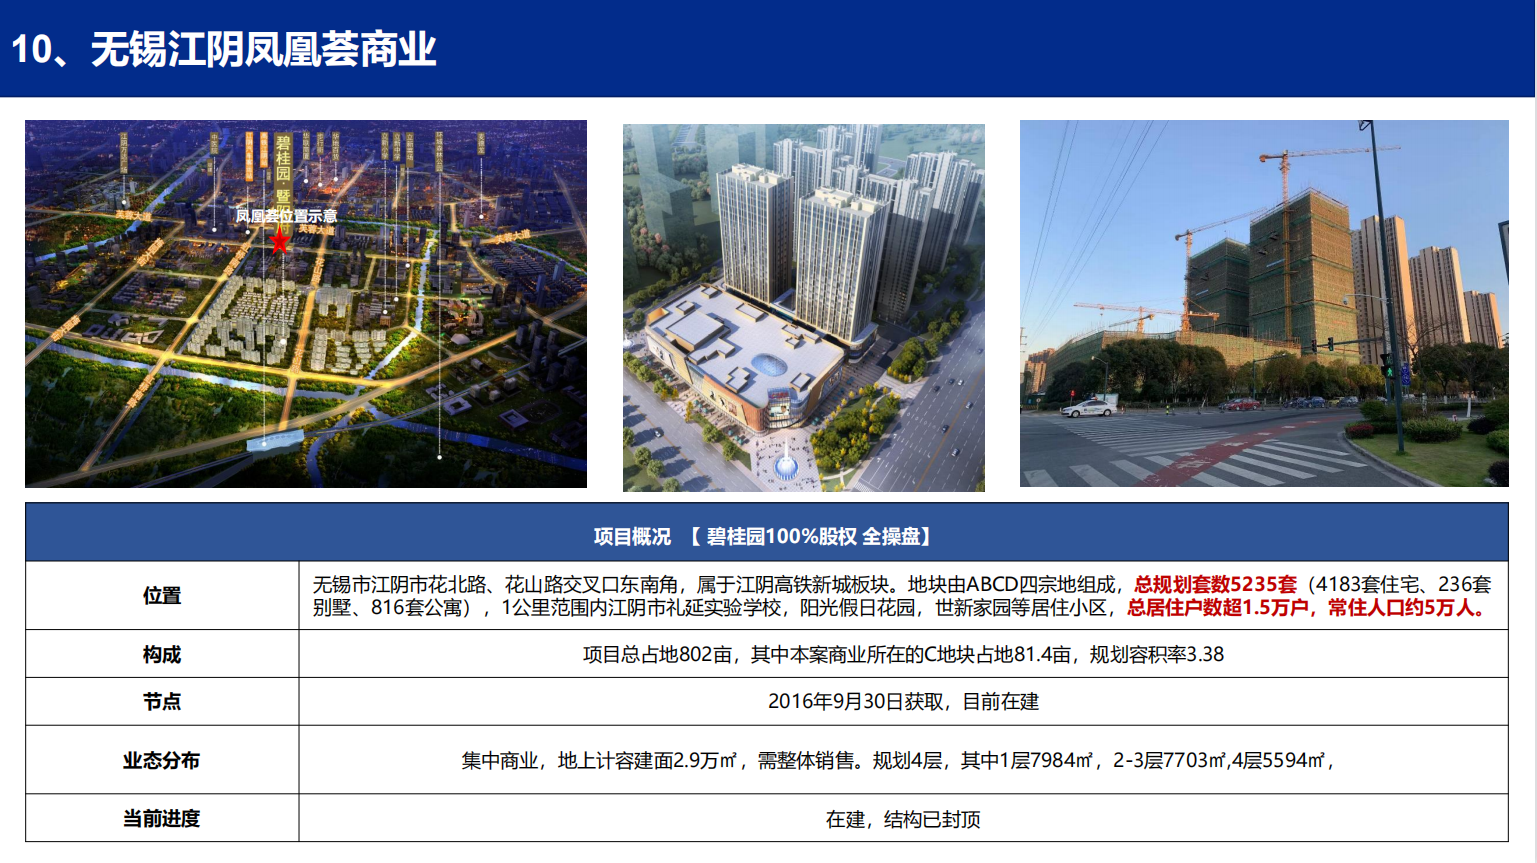 10、无锡江阴凤凰荟商业
碧桂园·暨
凤凰荟位置示意
芙蓉大道
芙蓉大道
芙蓉大道
项目概况 【 碧桂园100%股权 全操盘】
位置
无锡市江阴市花北路、花山路交叉口东南角，属于江阴高铁新城板块。地块由ABCD四宗地组成，总规划套数5235套（4183套住宅、236套
别墅、816套公寓），1公里范围内江阴市礼延实验学校，阳光假日花园，世新家园等居住小区，总居住户数超1.5万户，常住人口约5万人。
构成
项目总占地802亩，其中本案商业所在的C地块占地81.4亩，规划容积率3.38
节点
2016年9月30日获取，目前在建
业态分布
集中商业，地上计容建面2.9万㎡，需整体销售。规划4层，其中1层7984㎡，2-3层7703㎡,4层5594㎡，
当前进度
在建，结构已封顶